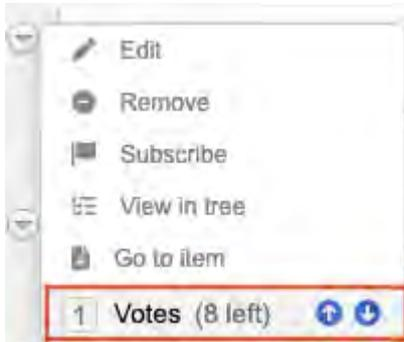 Edit
Remove
Subscribe
View in tree
Go to item
1 Votes (8 left)